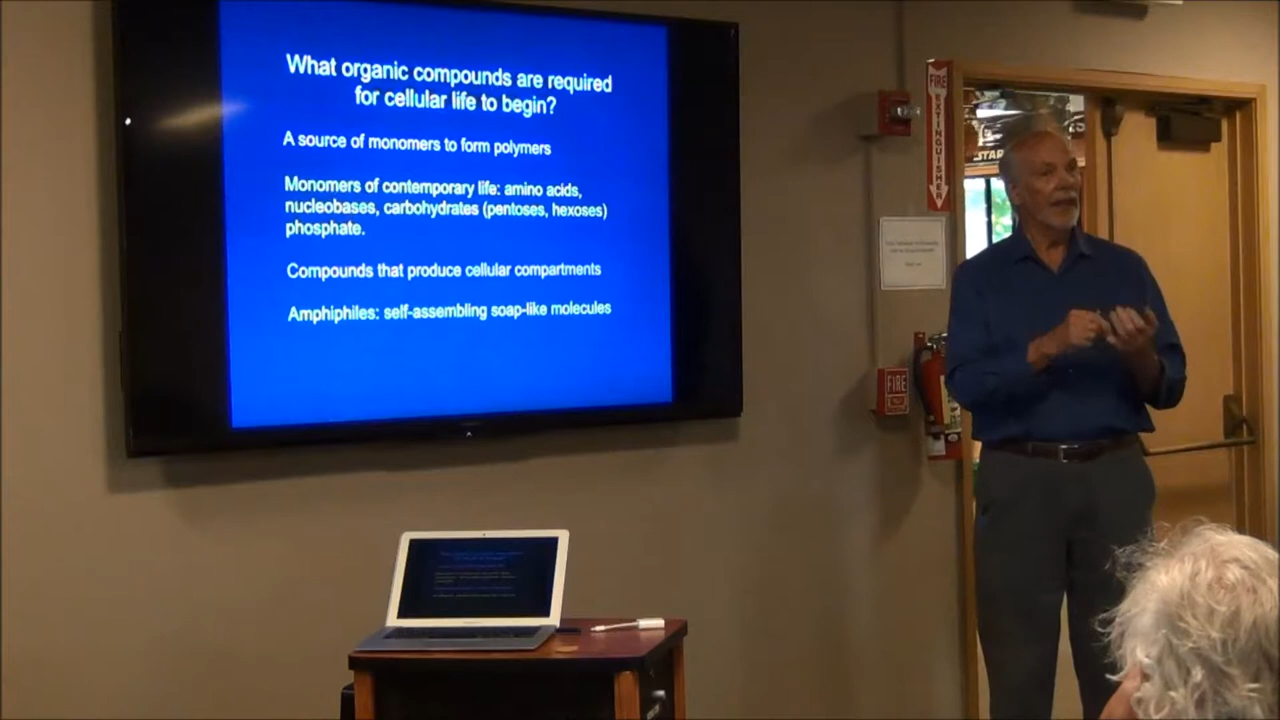 What organic compounds are required
for cellular life to begin?
A source of monomers to form polymers
Monomers of contemporary life: amino acids,
nucleobases, carbohydrates (pentoses, hexoses)
phosphate.
Compounds that produce cellular compartments
Amphiphiles: self-assembling soap-like molecules
FIRE
EXTINGUISHER
STAR
FIRE